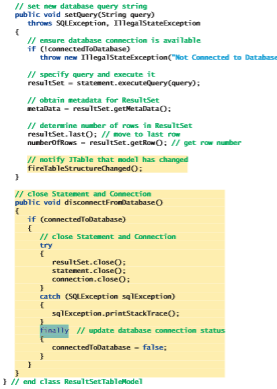 // set new database query string
public void setQuery(String query)
throws SQLException, IllegalStateException
{
// ensure database connection is available
if (!connectedToDatabase)
throw new IllegalStateException("Not Connected to Database
// specify query and execute it
resultSet = statement.executeQuery(query);
// obtain metadata for ResultSet
metaData = resultSet.getMetaData();
// determine number of rows in ResultSet
resultSet.last(); // move to last row
numberOfRows = resultSet.getRow(); // get row number
// notify JTable that model has changed
fireTableStructureChanged();
}
// close Statement and Connection
public void disconnectFromDatabase()
{
if (connectedToDatabase)
{
// close Statement and Connection
try
{
resultSet.close();
statement.close();
connection.close();
}
catch (SQLException sqlException)
{
sqlException.printStackTrace();
}
finally // update database connection status
{
connectedToDatabase = false;
}
}
}
} // end class ResultSetTableModel